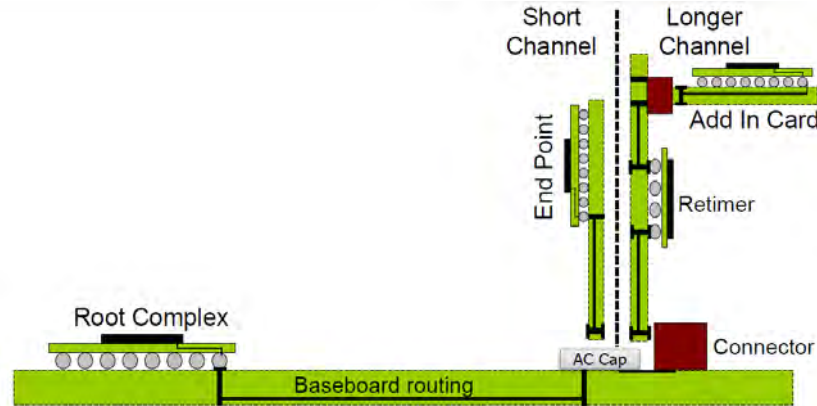 Short
Channel
Longer
Channel
Add In Card
End Point
Retimer
Root Complex
AC Cap
Connector
Baseboard routing